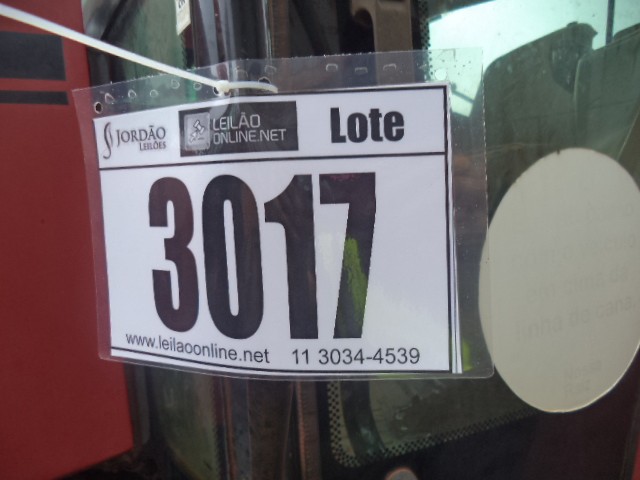 JORDÃO
LEILÕES
LEILÃO
ONLINE.NET
Lote
3017
www.leilaoonline.net 11 3034-4539